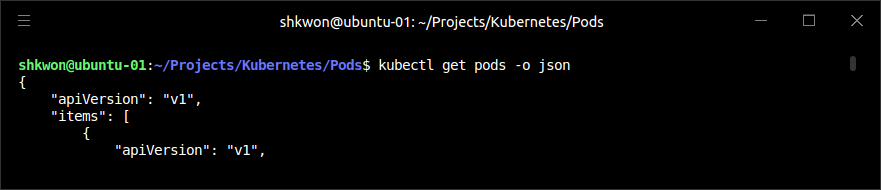 shkwon@ubuntu-01: ~/Projects/Kubernetes/Pods
shkwon@ubuntu-01:~/Projects/Kubernetes/Pods$ kubectl get pods -o json
{
    "apiVersion": "v1",
    "items": [
        {
            "apiVersion": "v1",